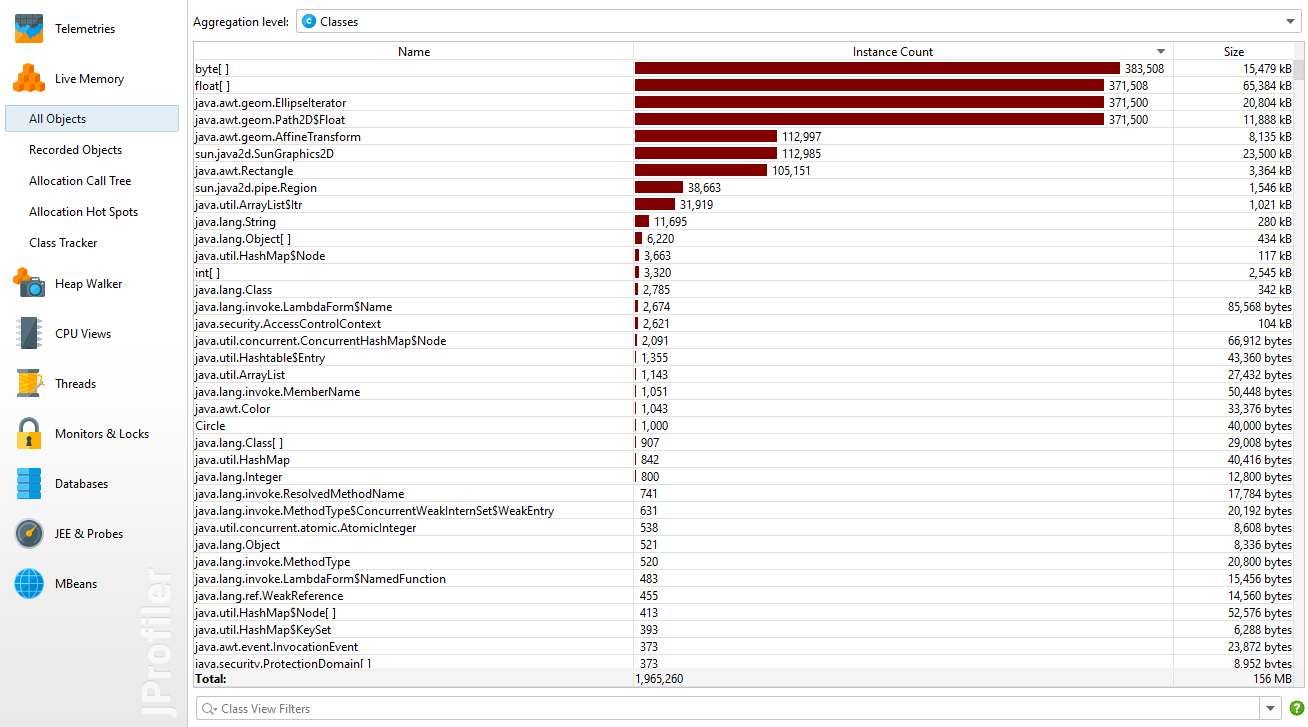 Telemetries
Live Memory
All Objects
Recorded Objects
Allocation Call Tree
Allocation Hot Spots
Class Tracker
Heap Walker
CPU Views
Threads
Monitors & Locks
Databases
JEE & Probes
MBeans
JProfiler
Aggregation level: C Classes
Name Instance Count Size
byte[ ] 383,508 15,479 kB
float[ ] 371,508 65,384 kB
java.awt.geom.EllipseIterator 371,500 20,804 kB
java.awt.geom.Path2D$Float 371,500 11,888 kB
java.awt.geom.AffineTransform 112,997 8,135 kB
sun.java2d.SunGraphics2D 112,985 23,500 kB
java.awt.Rectangle 105,151 3,364 kB
sun.java2d.pipe.Region 38,663 1,546 kB
java.util.ArrayList$Itr 31,919 1,021 kB
java.lang.String 11,695 280 kB
java.lang.Object[ ] 6,220 434 kB
java.util.HashMap$Node 3,663 117 kB
int[ ] 3,320 2,545 kB
java.lang.Class 2,785 342 kB
java.lang.invoke.LambdaForm$Name 2,674 85,568 bytes
java.security.AccessControlContext 2,621 104 kB
java.util.concurrent.ConcurrentHashMap$Node 2,091 66,912 bytes
java.util.Hashtable$Entry 1,355 43,360 bytes
java.util.ArrayList 1,143 27,432 bytes
java.lang.invoke.MemberName 1,051 50,448 bytes
java.awt.Color 1,043 33,376 bytes
Circle 1,000 40,000 bytes
java.lang.Class[ ] 907 29,008 bytes
java.util.HashMap 842 40,416 bytes
java.lang.Integer 800 12,800 bytes
java.lang.invoke.ResolvedMethodName 741 17,784 bytes
java.lang.invoke.MethodType$ConcurrentWeakInternSet$WeakEntry 631 20,192 bytes
java.util.concurrent.atomic.AtomicInteger 538 8,608 bytes
java.lang.Object 521 8,336 bytes
java.lang.invoke.MethodType 520 20,800 bytes
java.lang.invoke.LambdaForm$NamedFunction 483 15,456 bytes
java.lang.ref.WeakReference 455 14,560 bytes
java.util.HashMap$Node[ ] 413 52,576 bytes
java.util.HashMap$KeySet 393 6,288 bytes
java.awt.event.InvocationEvent 373 23,872 bytes
java.security.ProtectionDomain[ ] 373 8,952 bytes
Total: 1,965,260 156 MB
Class View Filters
?